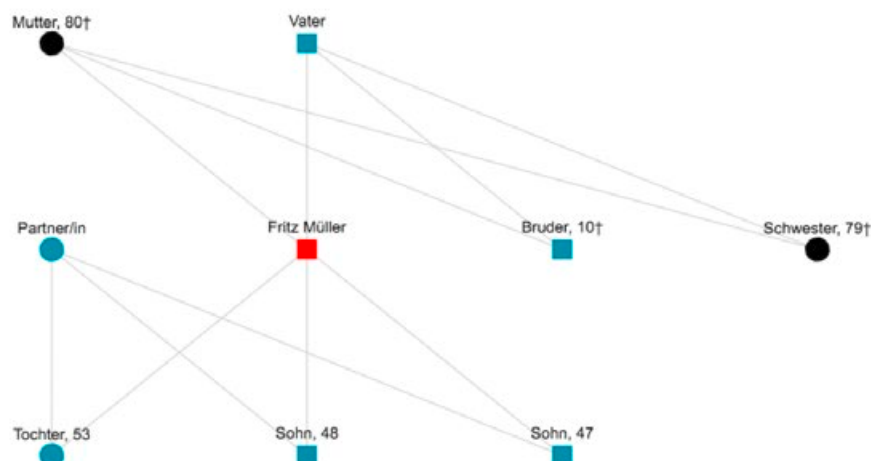 Mutter, 80†
Vater
Partner/in
Fritz Müller
Bruder, 10†
Schwester, 79†
Tochter, 53
Sohn, 48
Sohn, 47